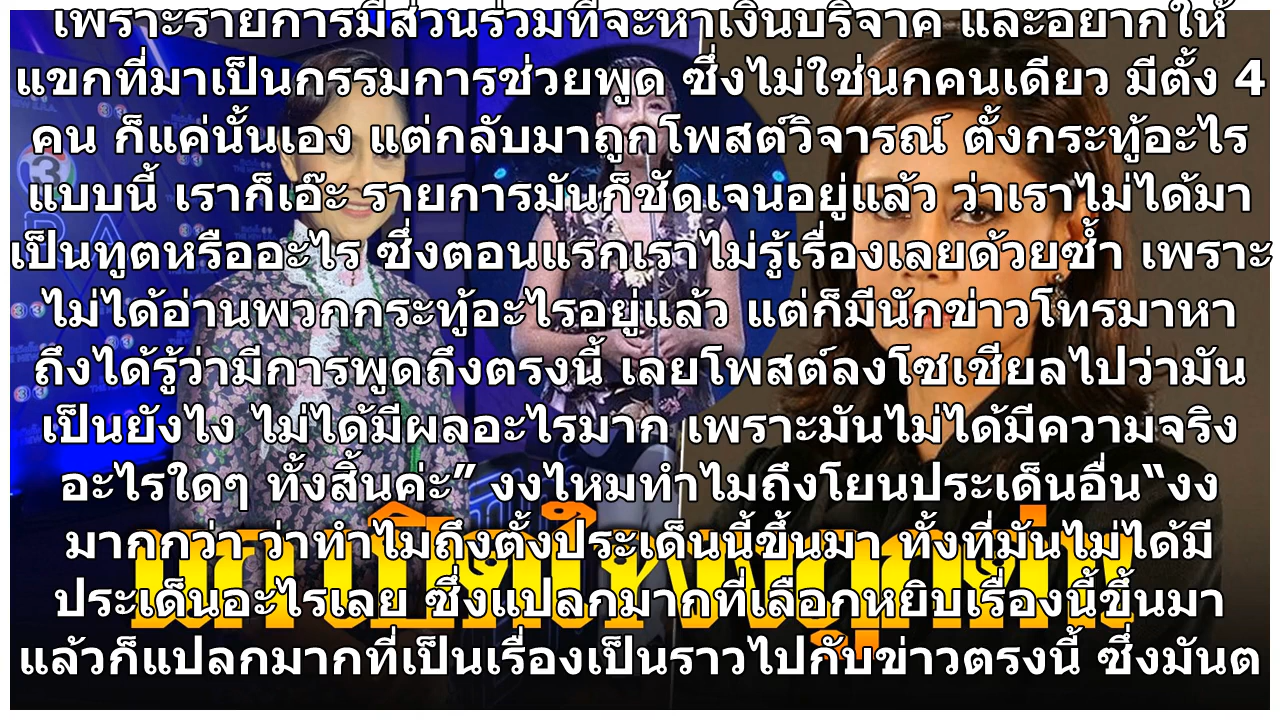 เพราะรายการมีส่วนร่วมที่จะหาเงินบริจาค และอยากให้
แขกที่มาเป็นกรรมการช่วยพูด ซึ่งไม่ใช่นกคนเดียว มีตั้ง 4
คน ก็แค่นั้นเอง แต่กลับมาถูกโพสต์วิจารณ์ ตั้งกระทู้อะไร
แบบนี้ เราก็เอ๊ะ รายการมันก็ชัดเจนอยู่แล้ว ว่าเราไม่ได้มา
เป็นทูตหรืออะไร ซึ่งตอนแรกเราไม่รู้เรื่องเลยด้วยซ้ำ เพราะ
ไม่ได้อ่านพวกกระทู้อะไรอยู่แล้ว แต่ก็มีนักข่าวโทรมาหา
ถึงได้รู้ว่ามีการพูดถึงตรงนี้ เลยโพสต์ลงโซเชียลไปว่ามัน
เป็นยังไง ไม่ได้มีผลอะไรมาก เพราะมันไม่ได้มีความจริง
อะไรใดๆ ทั้งสิ้นค่ะ” งงไหมทำไมถึงโยนประเด็นอื่น“งง
มากกว่า ว่าทำไมถึงตั้งประเด็นนี้ขึ้นมา ทั้งที่มันไม่ได้มี
ประเด็นอะไรเลย ซึ่งแปลกมากที่เลือกหยิบเรื่องนี้ขึ้นมา
แล้วก็แปลกมากที่เป็นเรื่องเป็นราวไปกับข่าวตรงนี้ ซึ่งมันต